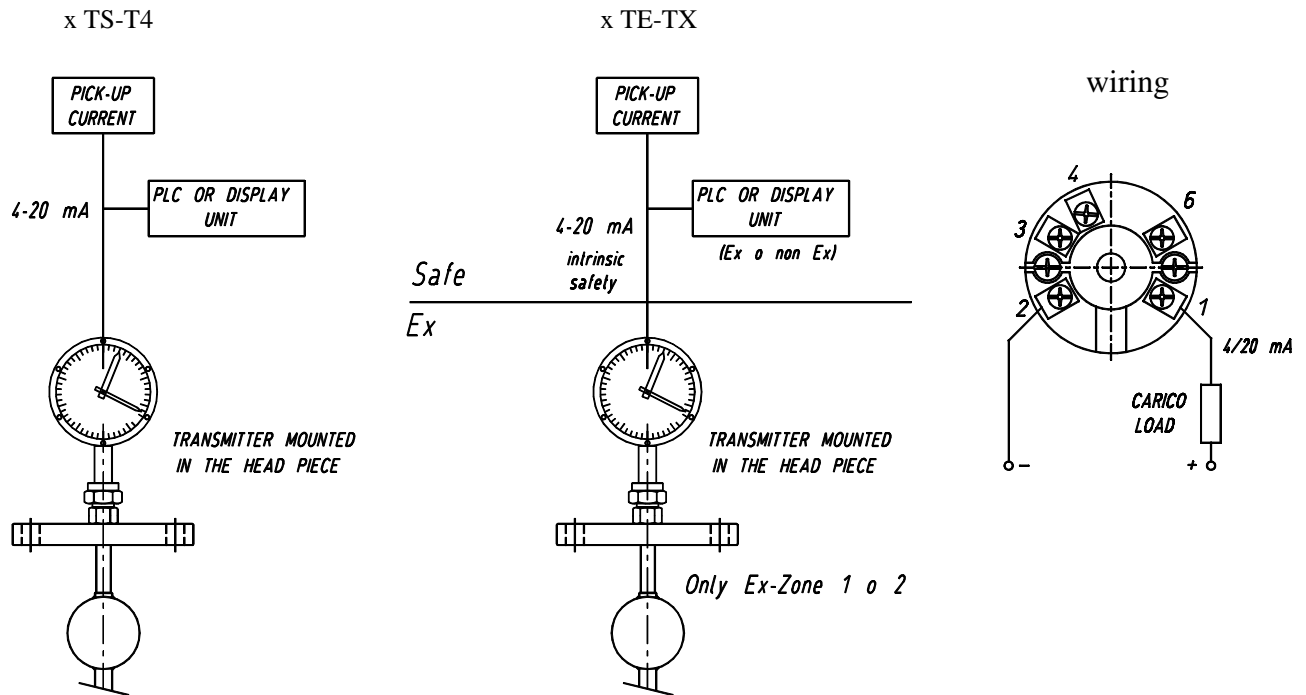 x TS-T4
PICK-UP
CURRENT
4-20 mA
PLC OR DISPLAY
UNIT
TRANSMITTER MOUNTED
IN THE HEAD PIECE
x TE-TX
PICK-UP
CURRENT
PLC OR DISPLAY
UNIT
(Ex o non Ex)
4-20 mA
intrinsic
safety
Safe
Ex
TRANSMITTER MOUNTED
IN THE HEAD PIECE
Only Ex-Zone 1 o 2
wiring
4
6
3
2
1
4/20 mA
CARICO
LOAD
-
+